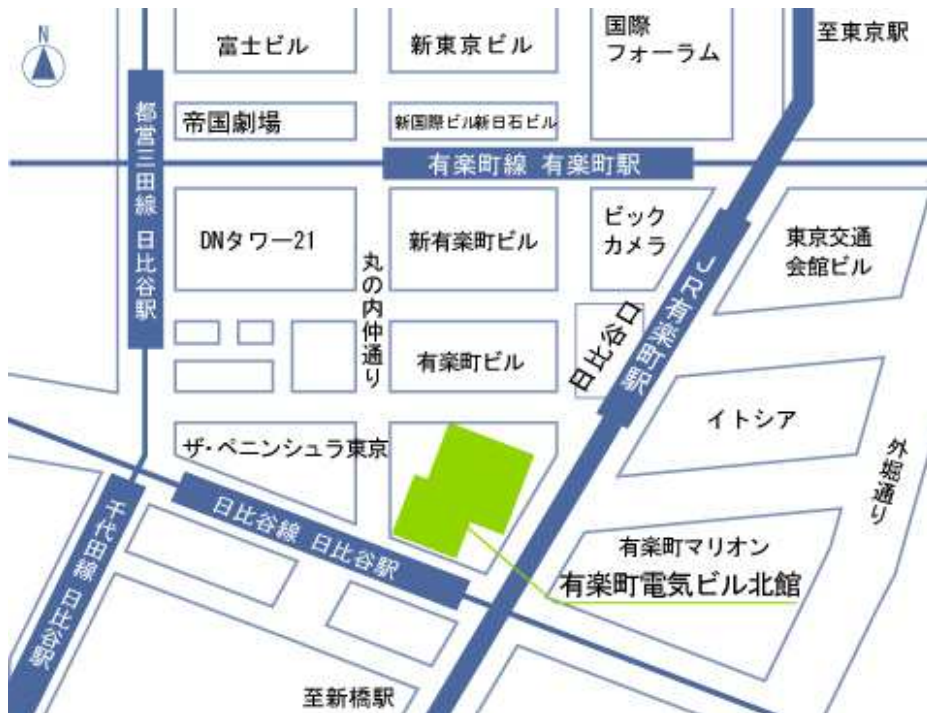 N
富士ビル
新東京ビル
国際
フォーラム
至東京駅
帝国劇場
新国際ビル新日石ビル
都営三田線 日比谷駅
有楽町線 有楽町駅
DNタワー21
丸の内仲通り
新有楽町ビル
ビック
カメラ
JR有楽町駅
東京交通
会館ビル
有楽町ビル
日比谷口
イトシア
外堀通り
ザ・ペニンシュラ東京
千代田線 日比谷駅
日比谷線 日比谷駅
有楽町マリオン
有楽町電気ビル北館
至新橋駅